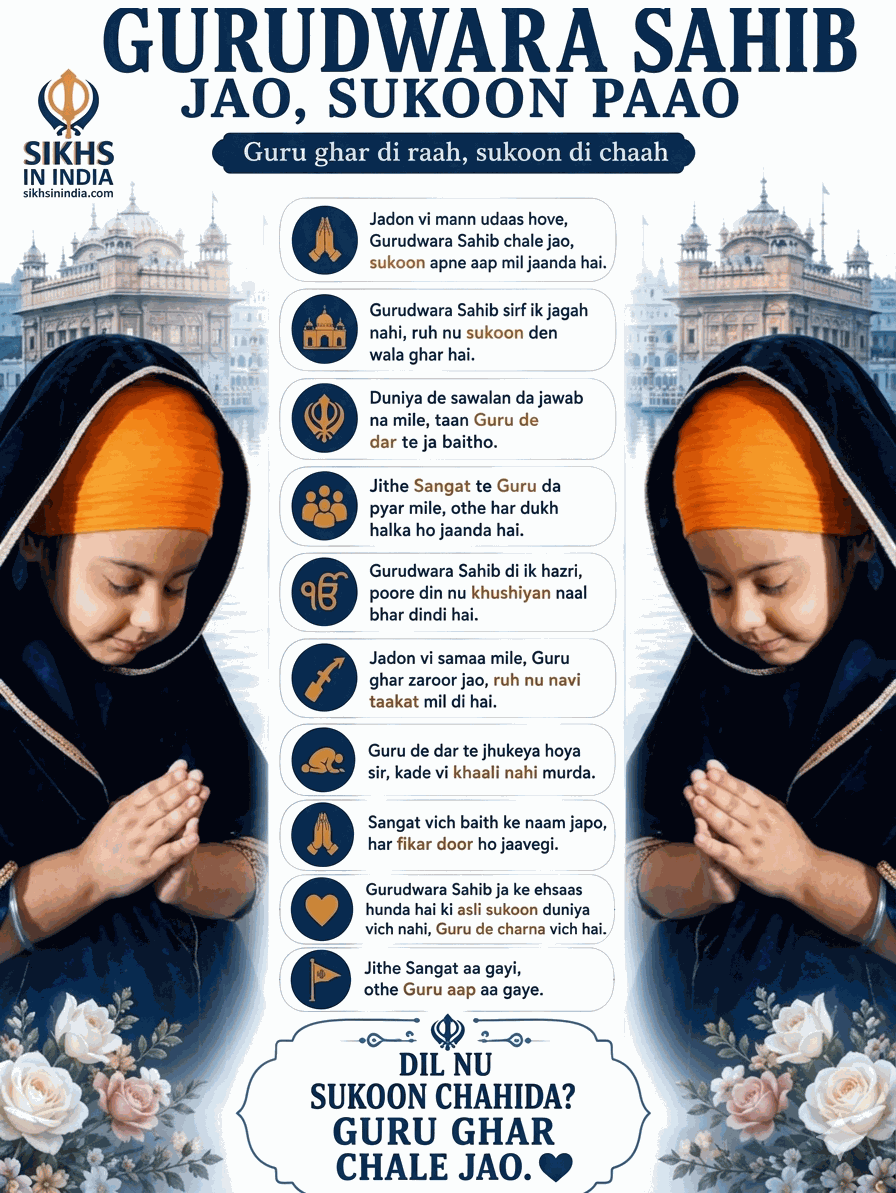 GURUDWARA SAHIB
JAO, SUKOON PAAO
SIKHS
IN INDIA
sikhsinindia.com
Guru ghar di raah, sukoon di chaah
Jadon vi mann udaas hove,
Gurudwara Sahib chale jao,
sukoon apne aap mil jaanda hai.
Gurudwara Sahib sirf ik jagah
nahi, ruh nu sukoon den
wala ghar hai.
Duniya de sawalan da jawab
na mile, taan Guru de
dar te ja baitho.
Jithe Sangat te Guru da
pyar mile, othe har dukh
halka ho jaanda hai.
ੴ
Gurudwara Sahib di ik hazri,
poore din nu khushiyan naal
bhar dindi hai.
Jadon vi samaa mile, Guru
ghar zaroor jao, ruh nu navi
taakat mil di hai.
Guru de dar te jhukeya hoya
sir, kade vi khaali nahi murda.
Sangat vich baith ke naam japo,
har fikar door ho jaavegi.
Gurudwara Sahib ja ke ehsaas
hunda hai ki asli sukoon duniya
vich nahi, Guru de charna vich hai.
Jithe Sangat aa gayi,
othe Guru aap aa gaye.
DIL NU
SUKOON CHAHIDA?
GURU GHAR
CHALE JAO.